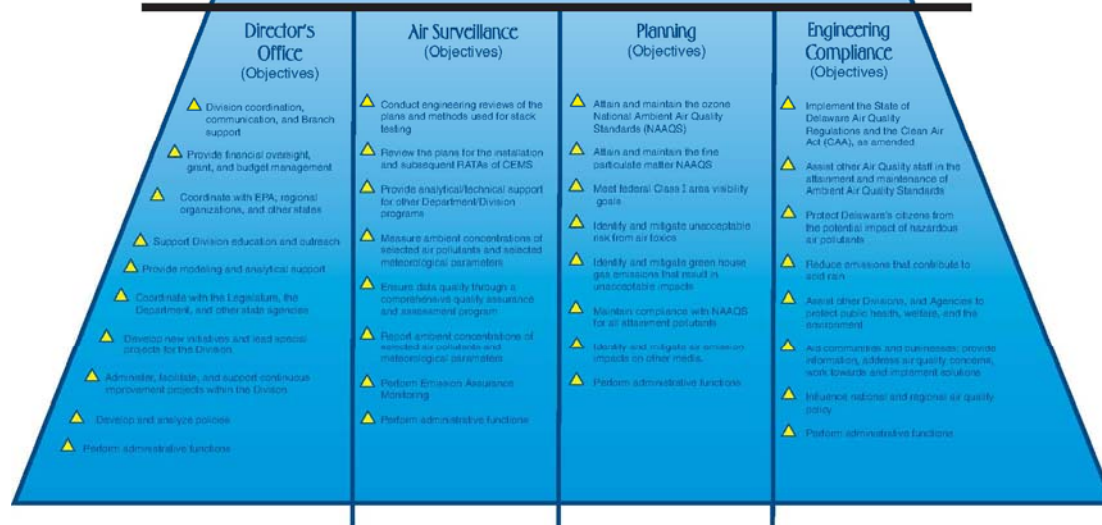 Director's
Office
(Objectives)
Division coordination,
communication, and Branch
support
Provide financial oversight,
grant, and budget management
Coordinate with EPA, regional
organizations, and other states
Support Division education and outreach
Provide modeling and analytical support
Coordinate with the Legislature, the
Department, and other state agencies
Develop new initiatives and lead special
projects for the Division
Administer, facilitate, and support continuous
improvement projects within the Division
Develop and analyze policies
Perform administrative functions
Air Surveillance
(Objectives)
Conduct engineering reviews of the
plans and methods used for stack
testing
Review the plans for the installation
and subsequent RATAs of CEMS
Provide analytical/technical support
for other Department/Division
programs
Measure ambient concentrations of
selected air pollutants and selected
meteorological parameters
Ensure data quality through a
comprehensive quality assurance
and assessment program
Report ambient concentrations of
selected air pollutants and
meteorological parameters
Perform Emission Assurance
Monitoring
Perform administrative functions
Planning
(Objectives)
Attain and maintain the ozone
National Ambient Air Quality
Standards (NAAQS)
Attain and maintain the fine
particulate matter NAAQS
Meet federal Class I area visibility
goals
Identify and mitigate unacceptable
risk from air toxics
Identify and mitigate green house
gas emissions that result in
unacceptable impacts
Maintain compliance with NAAQS
for all attainment pollutants
Identify and mitigate air emission
impacts on other media.
Perform administrative functions
Engineering
Compliance
(Objectives)
Implement the State of
Delaware Air Quality
Regulations and the Clean Air
Act (CAA), as amended
Assist other Air Quality staff in the
attainment and maintenance of
Ambient Air Quality Standards
Protect Delaware's citizens from
the potential impact of hazardous
air pollutants
Reduce emissions that contribute to
acid rain
Assist other Divisions, and Agencies to
protect public health, welfare, and the
environment
Aid communities and businesses; provide
information, address air quality concerns,
work towards and implement solutions
Influence national and regional air quality
policy
Perform administrative functions